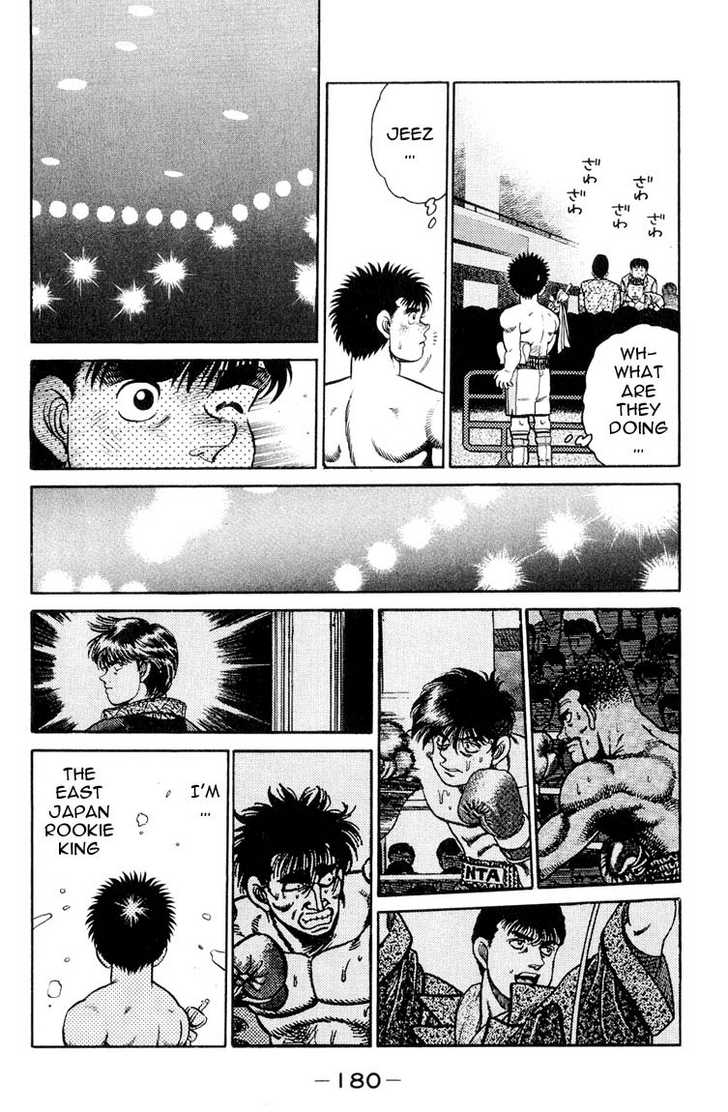 ざわ
ざわ
ざわ
ざわ
ざわ
WH-
WHAT
ARE
THEY
DOING
...
JEEZ
...
NTA
I'M
...
THE
EAST
JAPAN
ROOKIE
KING
—180—